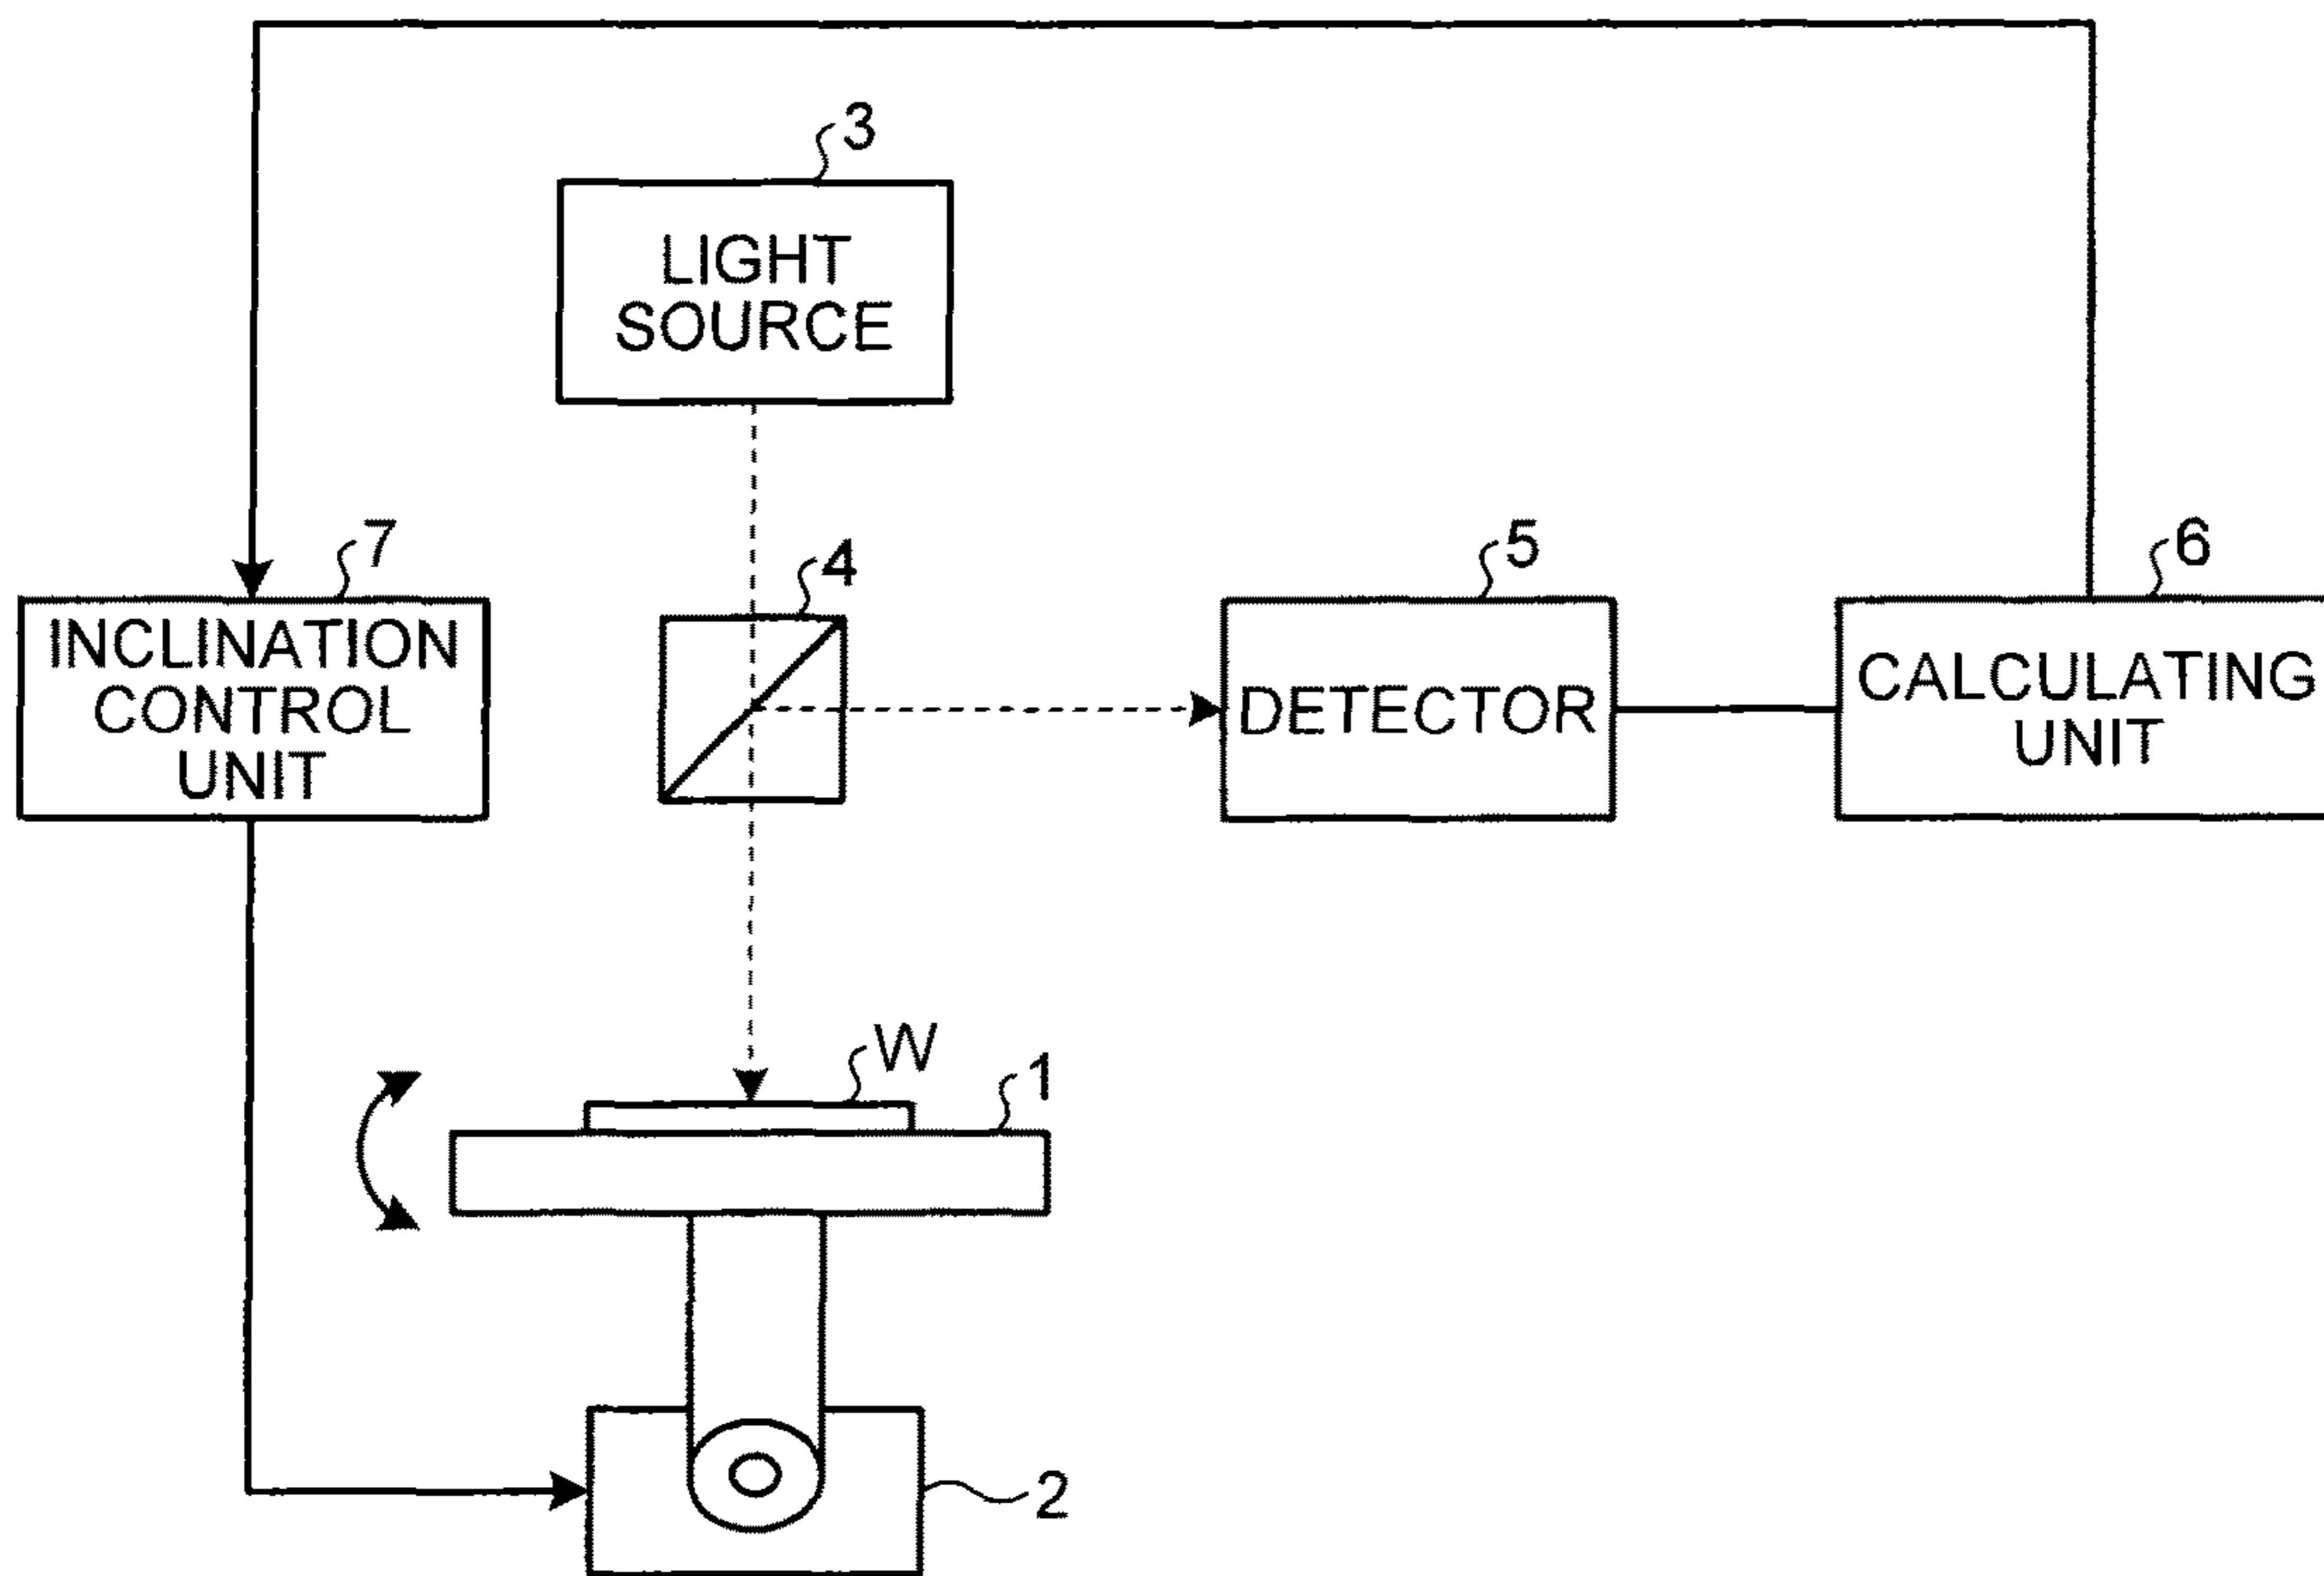 3
LIGHT
SOURCE
7
4
5
6
INCLINATION
CONTROL
UNIT
DETECTOR
CALCULATING
UNIT
W
1
2